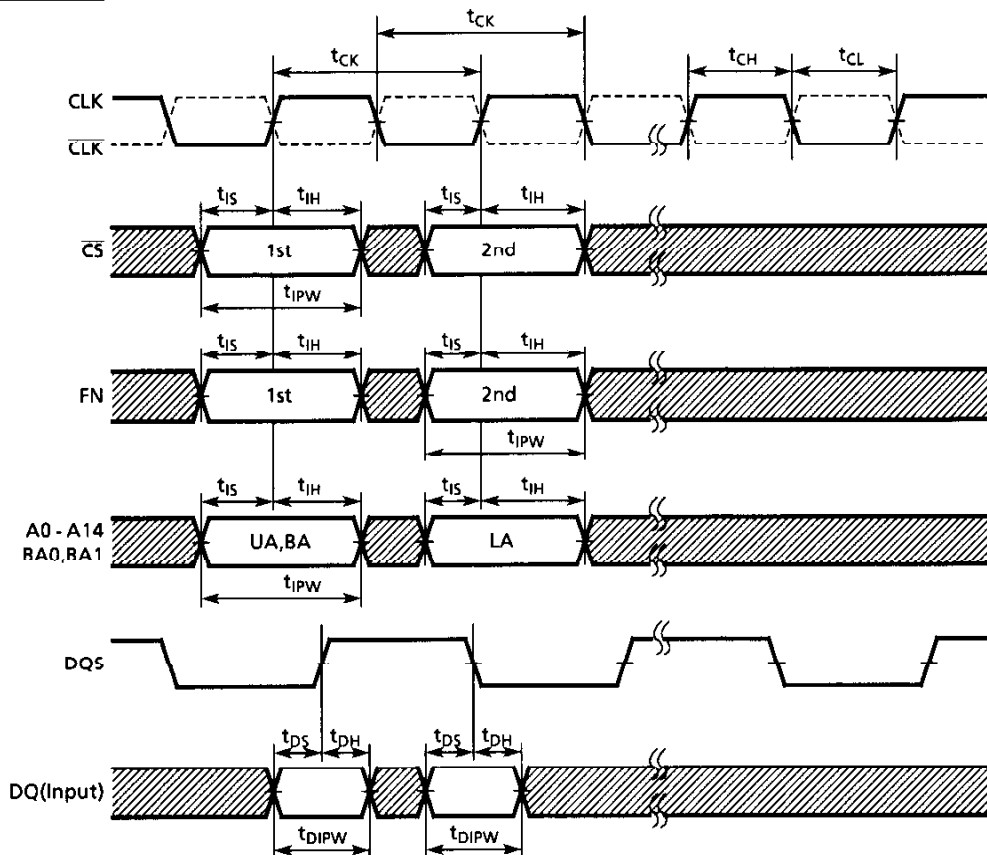 tCK
tCK
tCH
tCL
CLK
CLK
tIS
tIH
tIS
tIH
CS
1st
2nd
tIPW
tIS
tIH
tIS
tIH
FN
1st
2nd
tIPW
tIS
tIH
tIS
tIH
A0 - A14
BA0,BA1
UA,BA
LA
tIPW
DQS
tDS
tDH
tDS
tDH
DQ(Input)
tDIPW
tDIPW